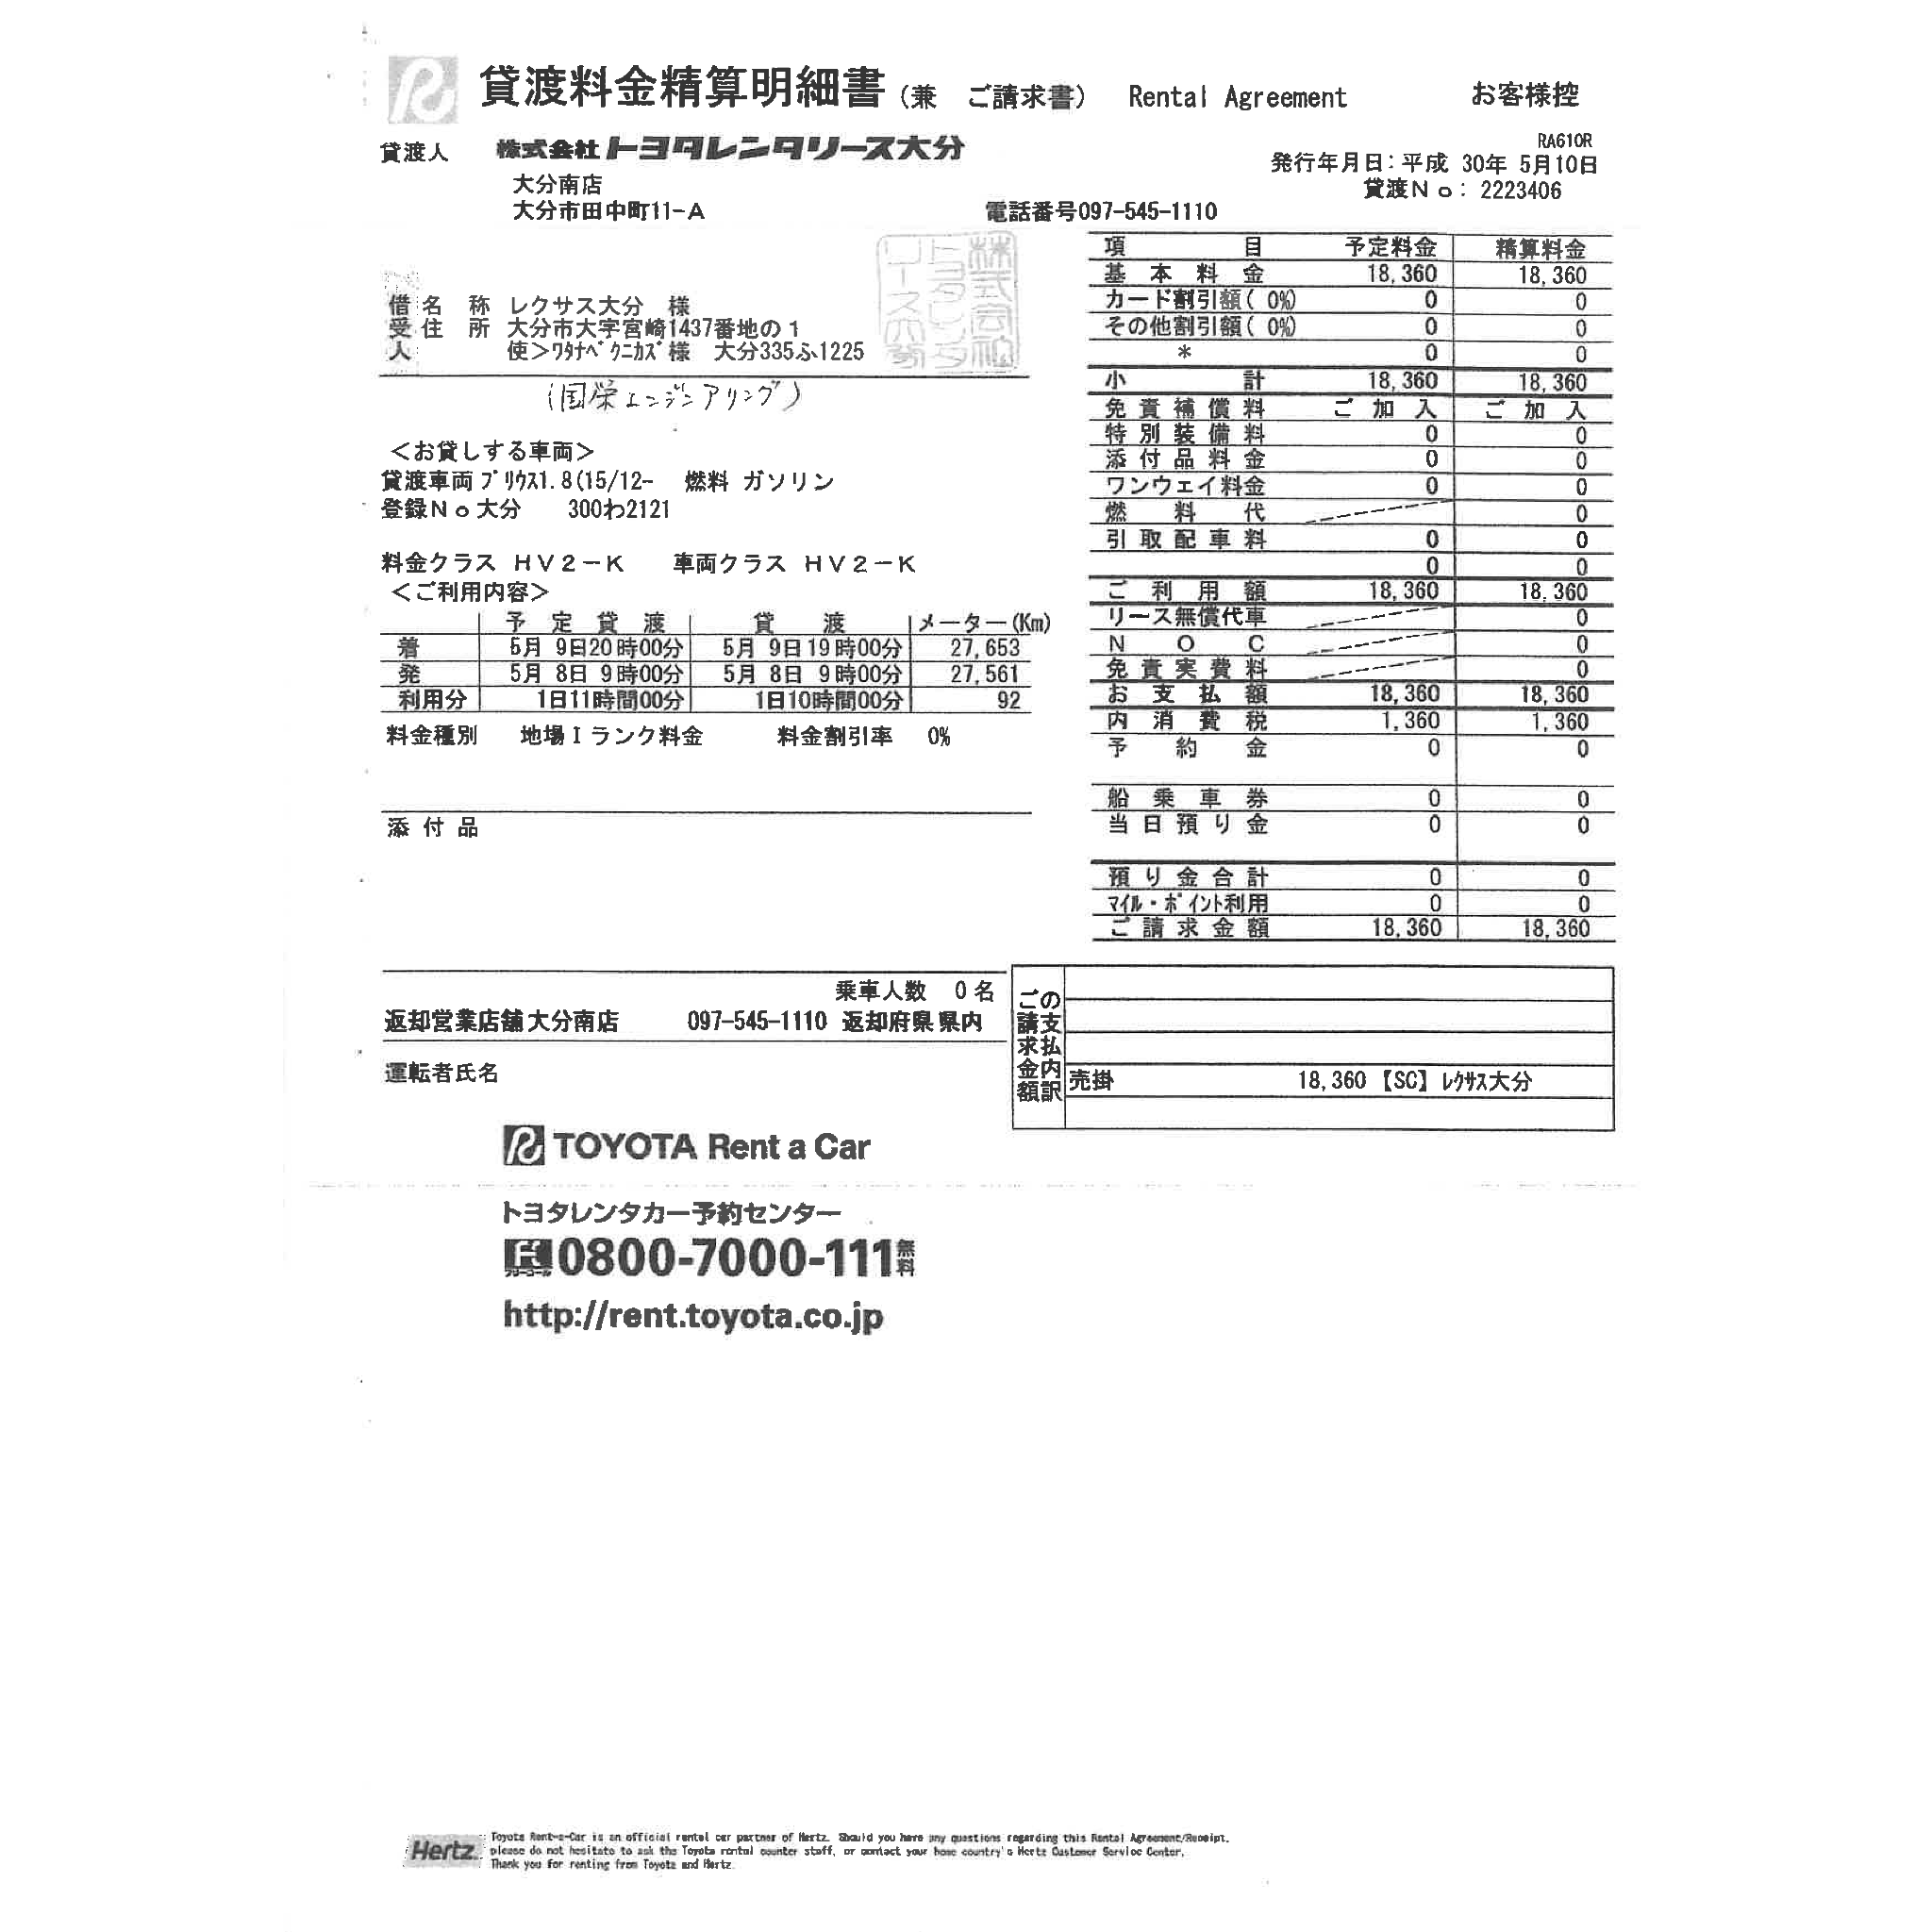 貸渡料金精算明細書(兼 ご請求書) Rental Agreement お客様控
RA610R
貸渡人 株式会社トヨタレンタリース大分
発行年月日:平成 30年 5月10日
大分南店
貸渡No: 2223406
大分市田中町11-A 電話番号097-545-1110
株式会社トヨタレンタリース大分
借受人
名 称 レクサス大分 様
住 所 大分市大字宮崎1437番地の1
使>ワタナベクニカズ様 大分335ふ1225
(国栄エンジニアリング)
<お貸しする車両>
貸渡車両 プリウス1.8(15/12- 燃料 ガソリン
登録No大分 300わ2121
料金クラス HV2-K 車両クラス HV2-K
<ご利用内容>
予定貸渡 貸渡 メーター(Km)
着 5月 9日20時00分 5月 9日19時00分 27,653
発 5月 8日 9時00分 5月 8日 9時00分 27,561
利用分 1日11時間00分 1日10時間00分 92
料金種別 地場Iランク料金 料金割引率 0%
添付品
項目 予定料金 精算料金
基本料金 18,360 18,360
カード割引額( 0%) 0 0
その他割引額( 0%) 0 0
* 0 0
小計 18,360 18,360
免責補償料 ご加入 ご加入
特別装備料 0 0
添付品料金 0 0
ワンウェイ料金 0 0
燃料代 0
引取配車料 0 0
0 0
ご利用額 18,360 18,360
リース無償代車 0
NOC 0
免責実費料 0
お支払額 18,360 18,360
内消費税 1,360 1,360
予約金 0 0
船乗車券 0 0
当日預り金 0 0
預り金合計 0 0
マイル・ポイント利用 0 0
ご請求金額 18,360 18,360
乗車人数 0名
返却営業店舗大分南店 097-545-1110 返却府県県内
運転者氏名
ご請求金額の支払内訳
売掛 18,360【SC】レクサス大分
TOYOTA Rent a Car
トヨタレンタカー予約センター
フリーコール 0800-7000-111 無料
http://rent.toyota.co.jp
Hertz
Toyota Rent-a-Car is an official rental car partner of Hertz. Should you have any questions regarding this Rental Agreement/Receipt,
please do not hesitate to ask the Toyota rental counter staff, or contact your home country's Hertz Customer Service Center.
Thank you for renting from Toyota and Hertz.